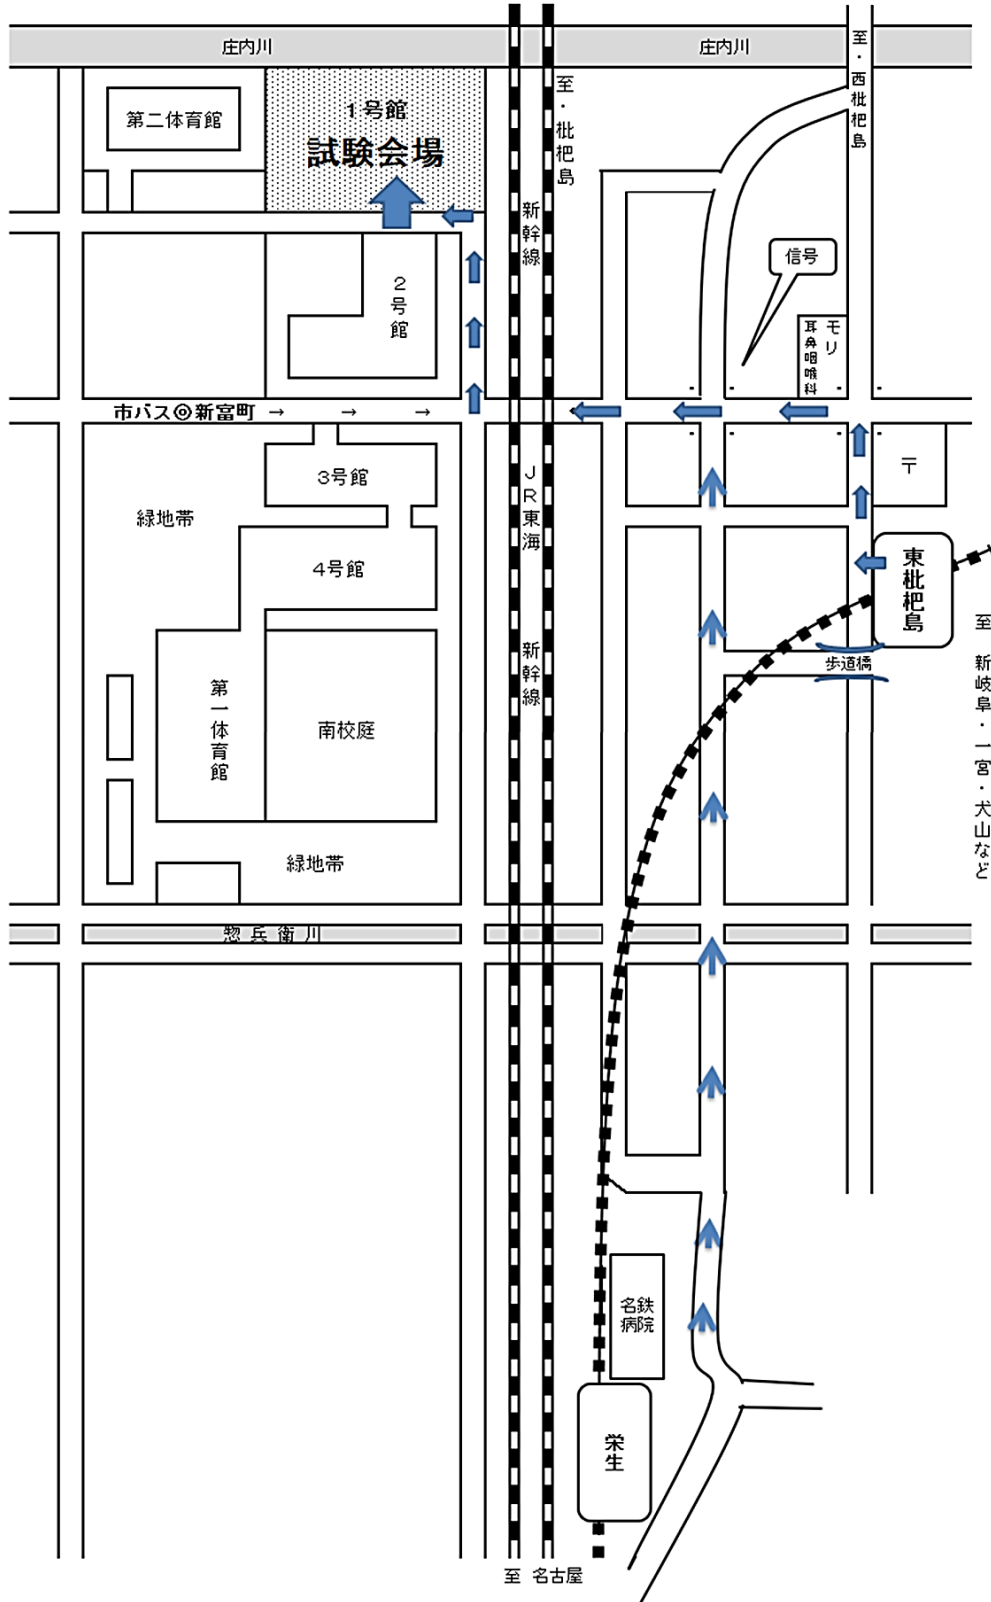 庄内川
庄内川
至・西枇杷島
第二体育館
1号館
試験会場
至・枇杷島
新幹線
信号
2号館
モリ
耳鼻咽喉科
市バス◎新富町 → → →
3号館
〒
JR東海
緑地帯
4号館
東枇杷島
歩道橋
至 新岐阜・一宮・犬山など
新幹線
第一体育館
南校庭
緑地帯
惣兵衛川
名鉄
病院
栄生
至 名古屋